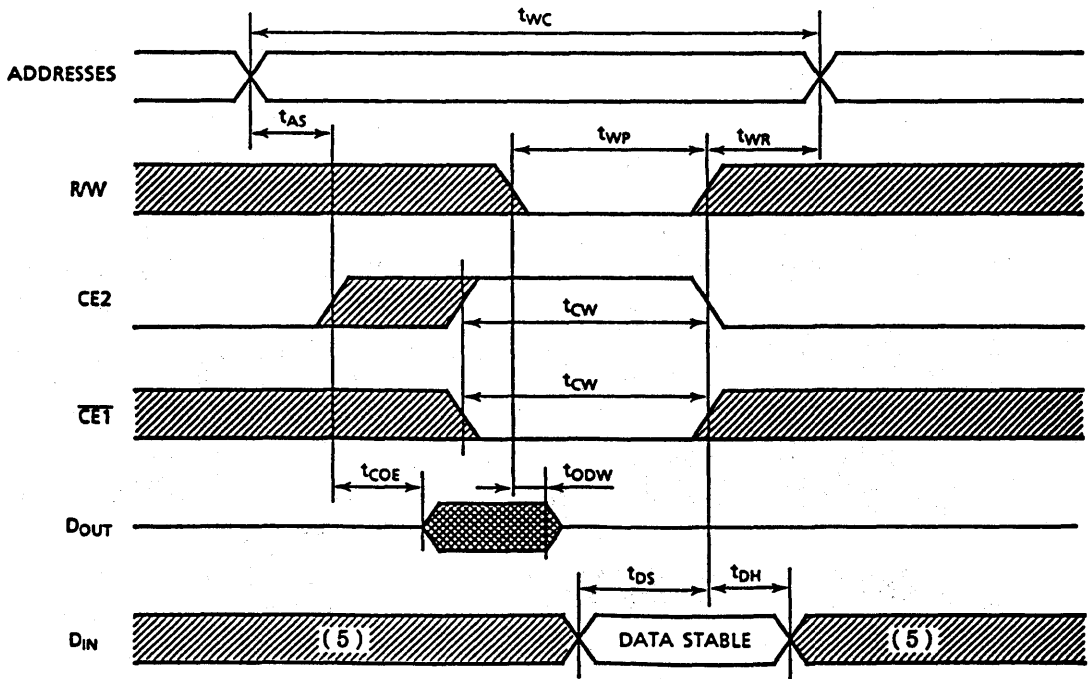 tWC
ADDRESSES
tAS
tWP
tWR
R/W
CE2
tCW
CE1
tCW
tCOE
tODW
DOUT
tDS
tDH
DIN
(5)
DATA STABLE
(5)